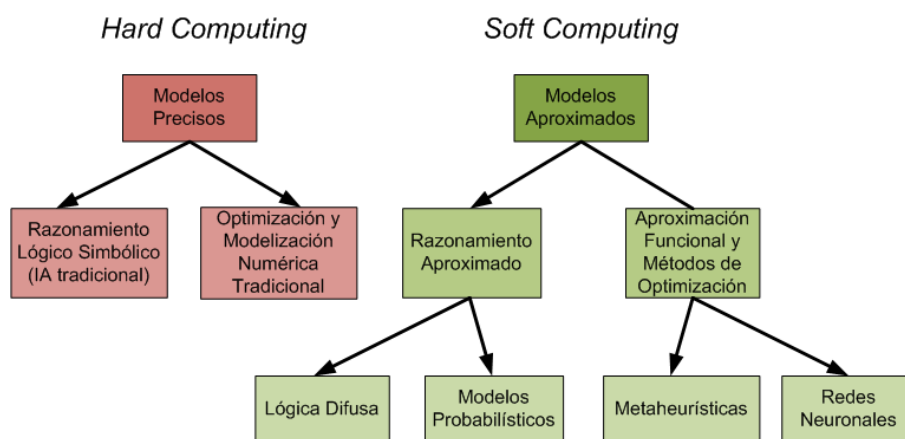 Hard Computing
Soft Computing
Modelos
Precisos
Modelos
Aproximados
Razonamiento
Lógico Simbólico
(IA tradicional)
Optimización y
Modelización
Numérica
Tradicional
Razonamiento
Aproximado
Aproximación
Funcional y
Métodos de
Optimización
Lógica Difusa
Modelos
Probabilísticos
Metaheurísticas
Redes
Neuronales